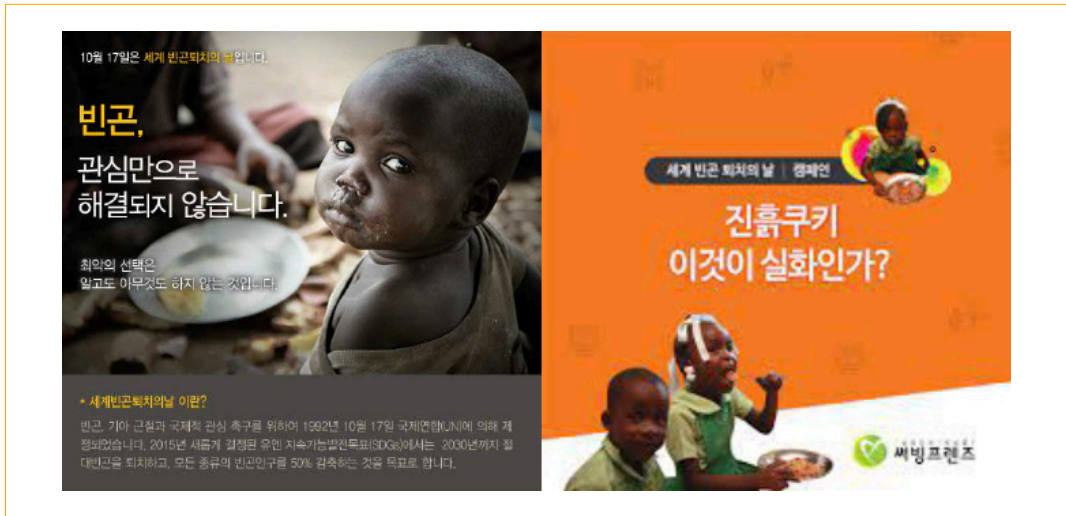 10월 17일은 세계 빈곤퇴치의 날입니다.
빈곤,
관심만으로
해결되지 않습니다.
최악의 선택은
알고도 아무것도 하지 않는 것입니다.
* 세계빈곤퇴치의날 이란?
빈곤, 기아 근절과 국제적 관심 촉구를 위하여 1992년 10월 17일 국제연합(UN)에 의해 제
정되었습니다. 2015년 새롭게 결정된 유엔 지속가능발전목표(SDGs)에서는 2030년까지 절
대빈곤을 퇴치하고, 모든 종류의 빈곤인구를 50% 감축하는 것을 목표로 합니다.
세계 빈곤 퇴치의 날 | 캠페인
진흙쿠키
이것이 실화인가?
써빙프렌즈